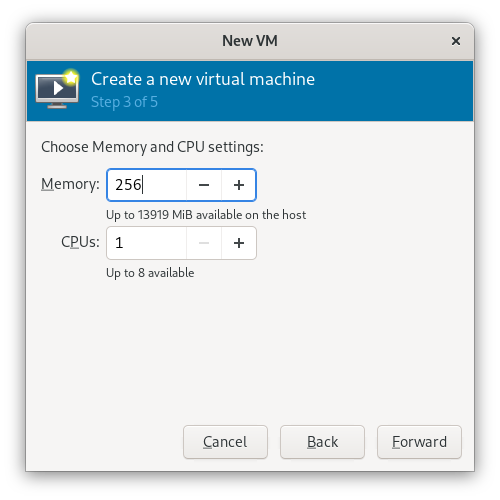 New VM
Create a new virtual machine
Step 3 of 5
Choose Memory and CPU settings:
Memory: 256
Up to 13919 MiB available on the host
CPUs: 1
Up to 8 available
Cancel Back Forward